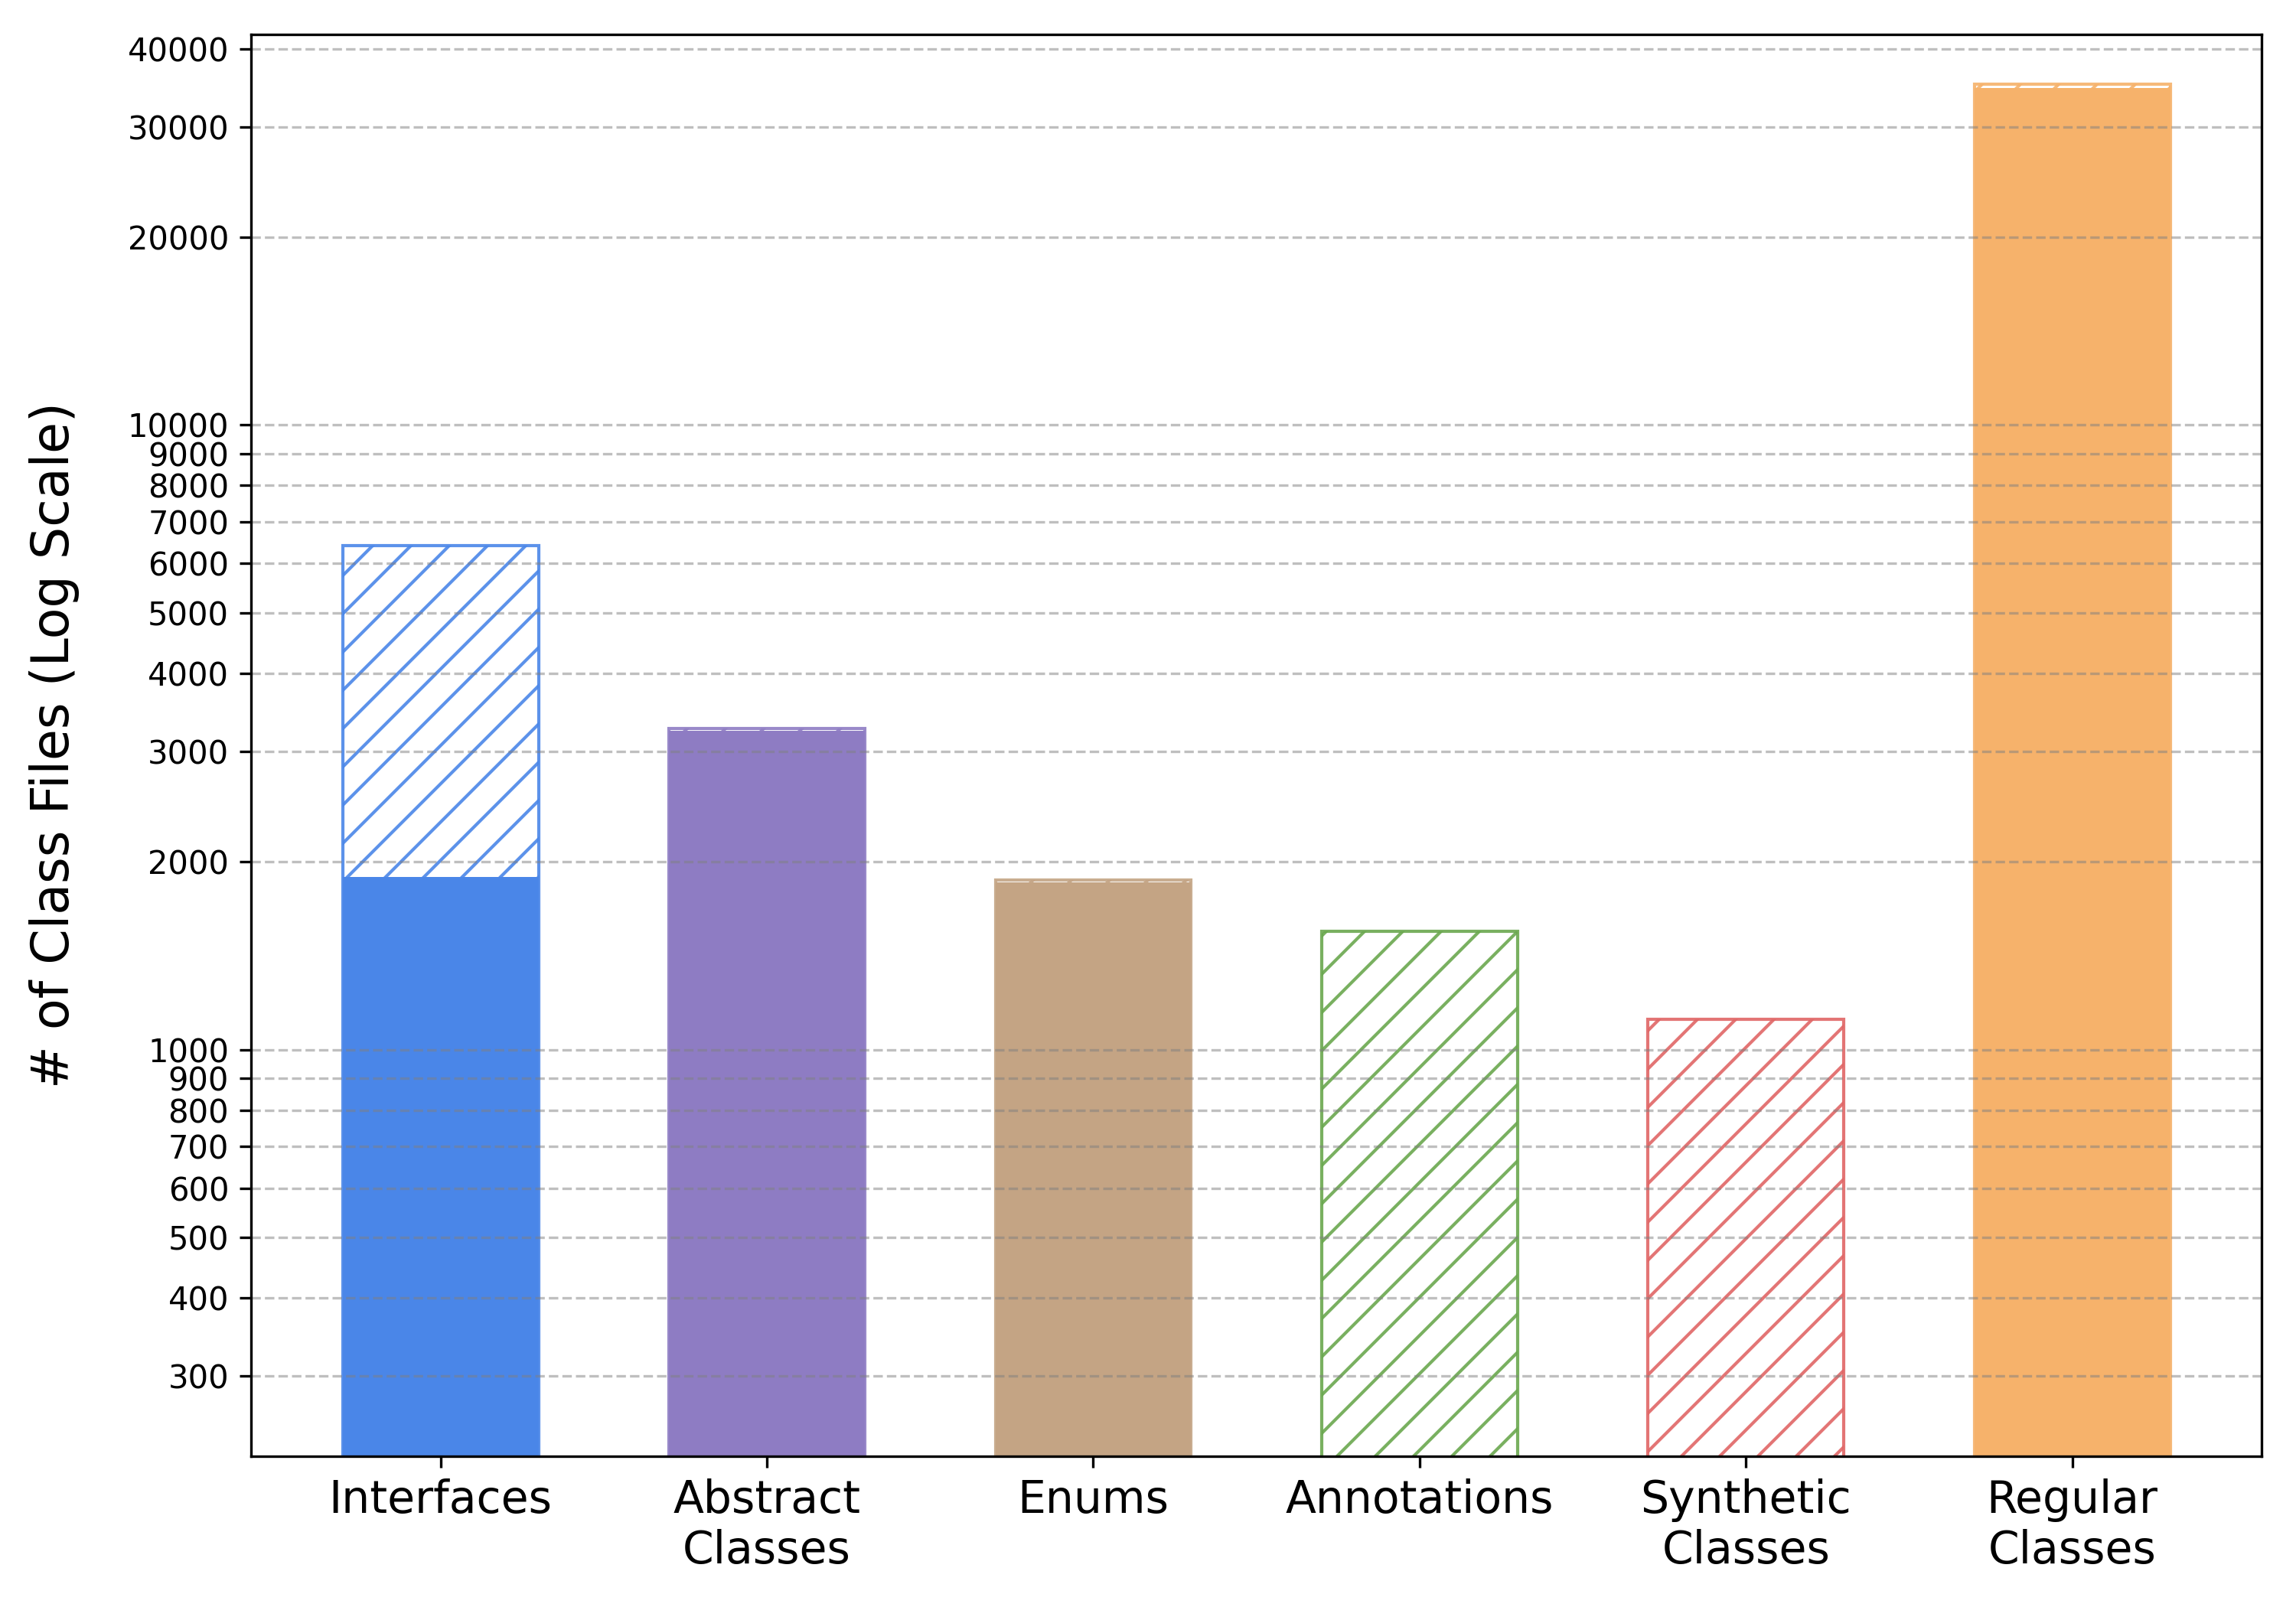 # of Class Files (Log Scale)
40000
30000
20000
10000
9000
8000
7000
6000
5000
4000
3000
2000
1000
900
800
700
600
500
400
300
Interfaces
Abstract
Classes
Enums
Annotations
Synthetic
Classes
Regular
Classes